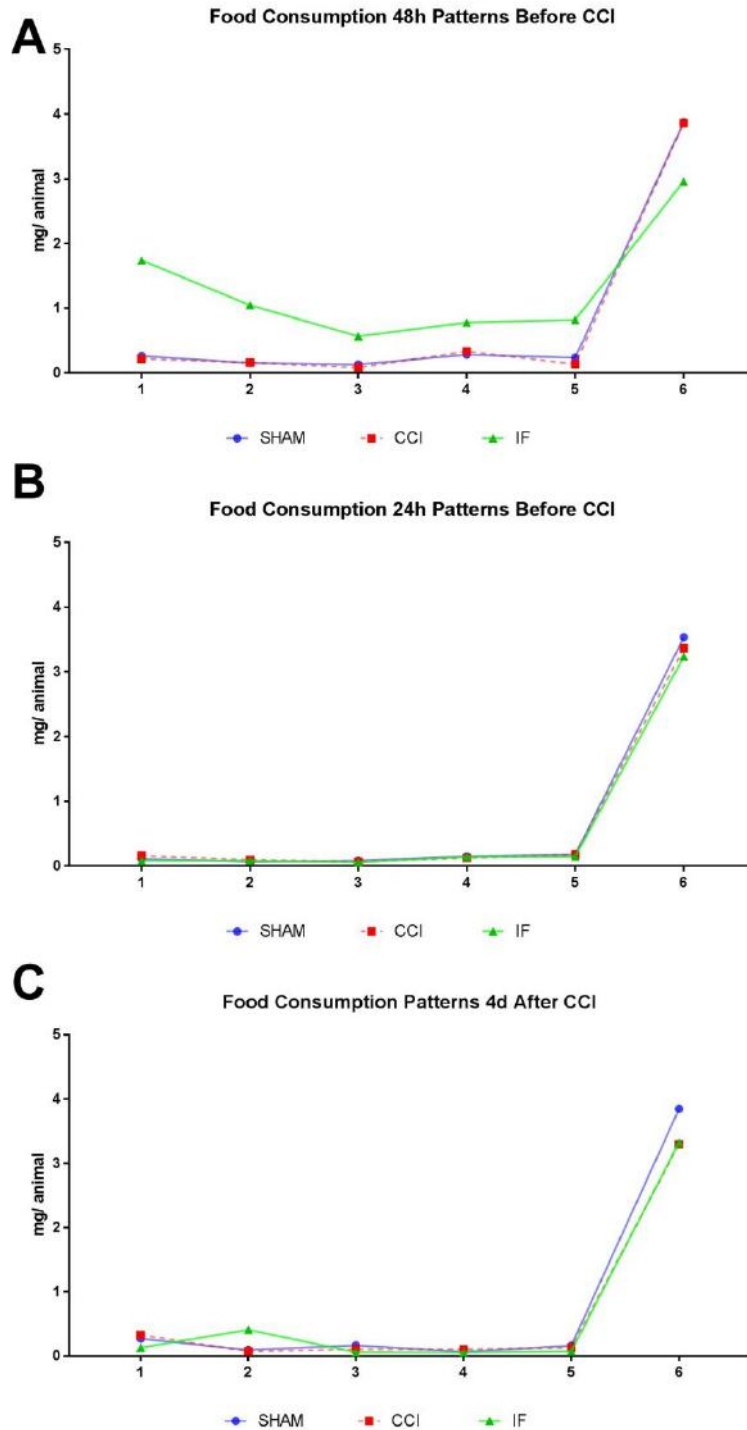 A
Food Consumption 48h Patterns Before CCI
mg/ animal
5
4
3
2
1
0
1 2 3 4 5 6
SHAM CCI IF
B
Food Consumption 24h Patterns Before CCI
mg/ animal
5
4
3
2
1
0
1 2 3 4 5 6
SHAM CCI IF
C
Food Consumption Patterns 4d After CCI
mg/ animal
5
4
3
2
1
0
1 2 3 4 5 6
SHAM CCI IF